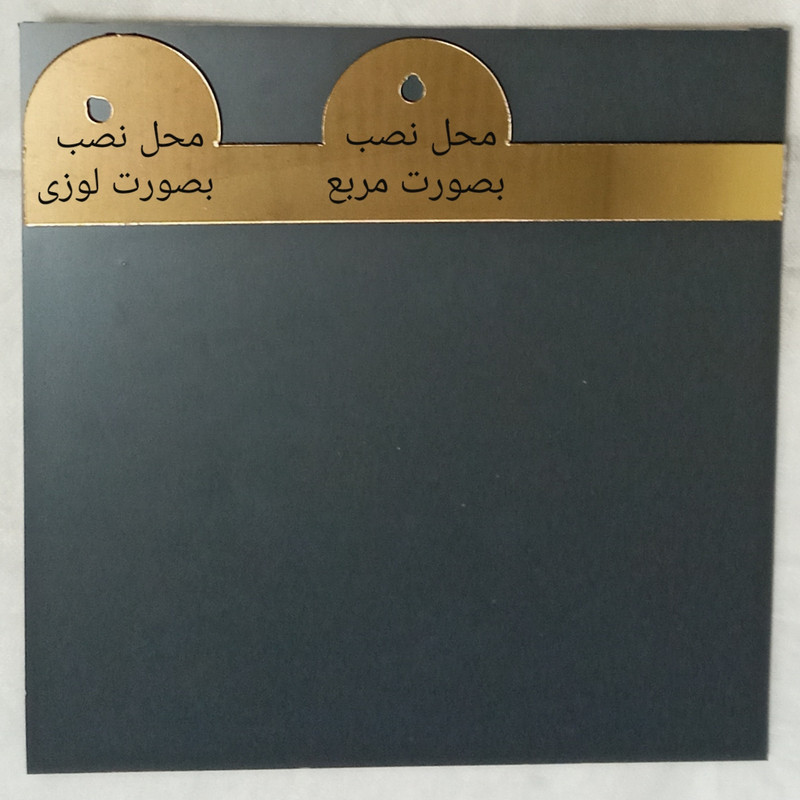 محل نصب
بصورت مربع
محل نصب
بصورت لوزی